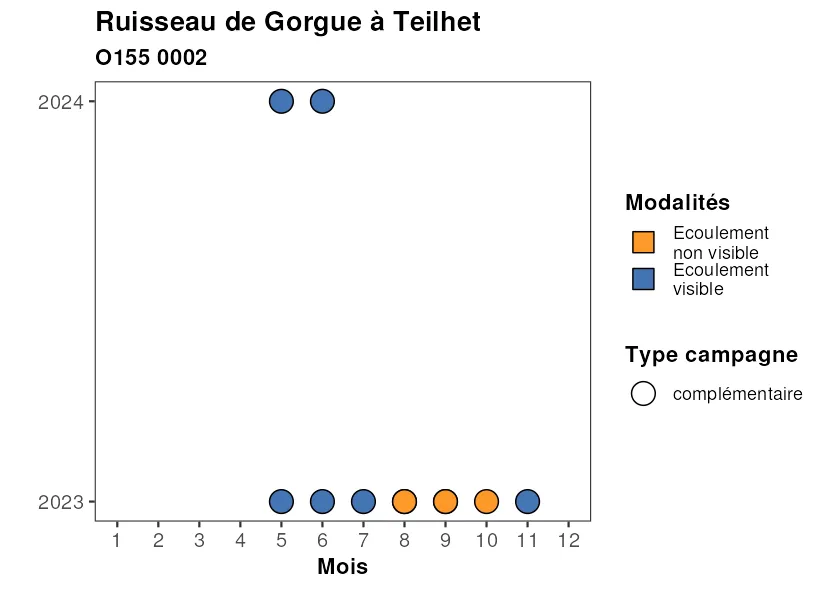 Ruisseau de Gorgue à Teilhet
O155 0002
2024
2023
1 2 3 4 5 6 7 8 9 10 11 12
Mois
Modalités
Ecoulement
non visible
Ecoulement
visible
Type campagne
complémentaire